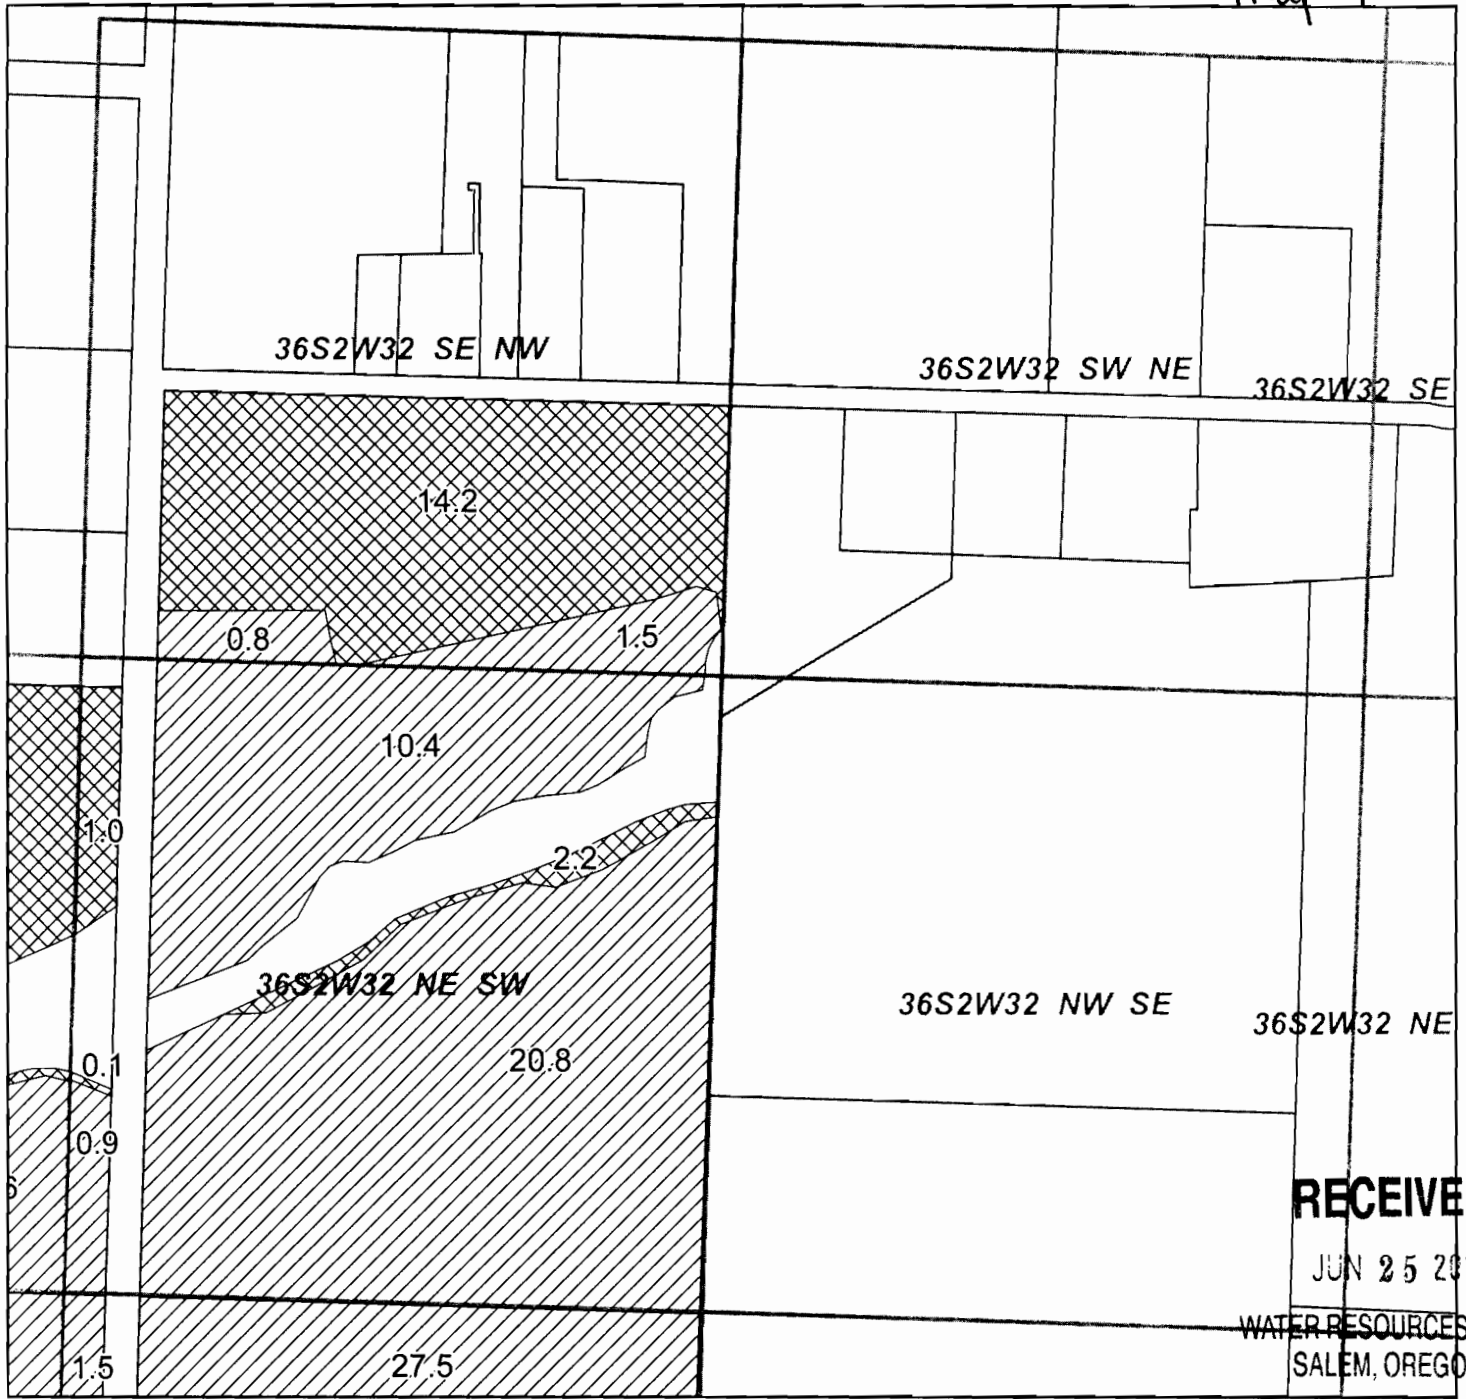 36S2W32 SE NW
36S2W32 SW NE
36S2W32 SE
14.2
0.8
1.5
10.4
1.0
2.2
36S2W32 NE SW
36S2W32 NW SE
36S2W32 NE
0.1
20.8
0.9
6
RECEIVE
JUN 25 20
WATER RESOURCES
SALEM, OREGO
1.5
27.5